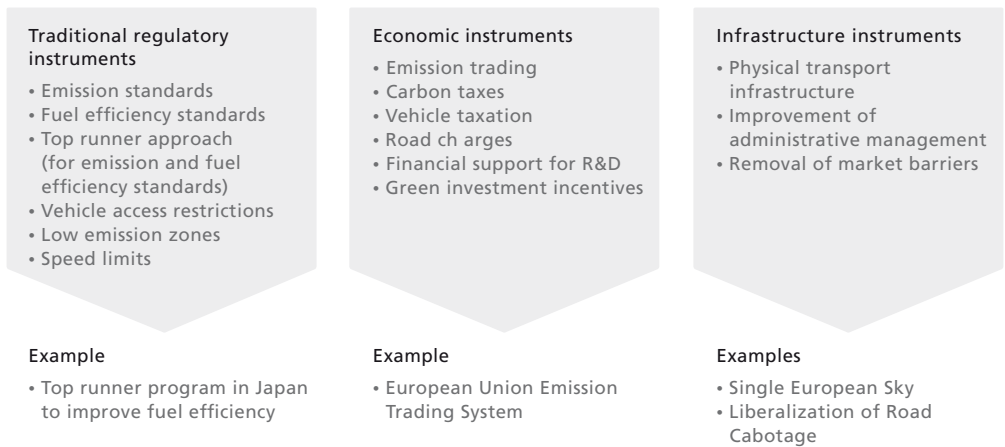 Traditional regulatory
instruments
• Emission standards
• Fuel efficiency standards
• Top runner approach
(for emission and fuel
efficiency standards)
• Vehicle access restrictions
• Low emission zones
• Speed limits
Example
• Top runner program in Japan
to improve fuel efficiency
Economic instruments
• Emission trading
• Carbon taxes
• Vehicle taxation
• Road ch arges
• Financial support for R&D
• Green investment incentives
Example
• European Union Emission
Trading System
Infrastructure instruments
• Physical transport
infrastructure
• Improvement of
administrative management
• Removal of market barriers
Examples
• Single European Sky
• Liberalization of Road
Cabotage